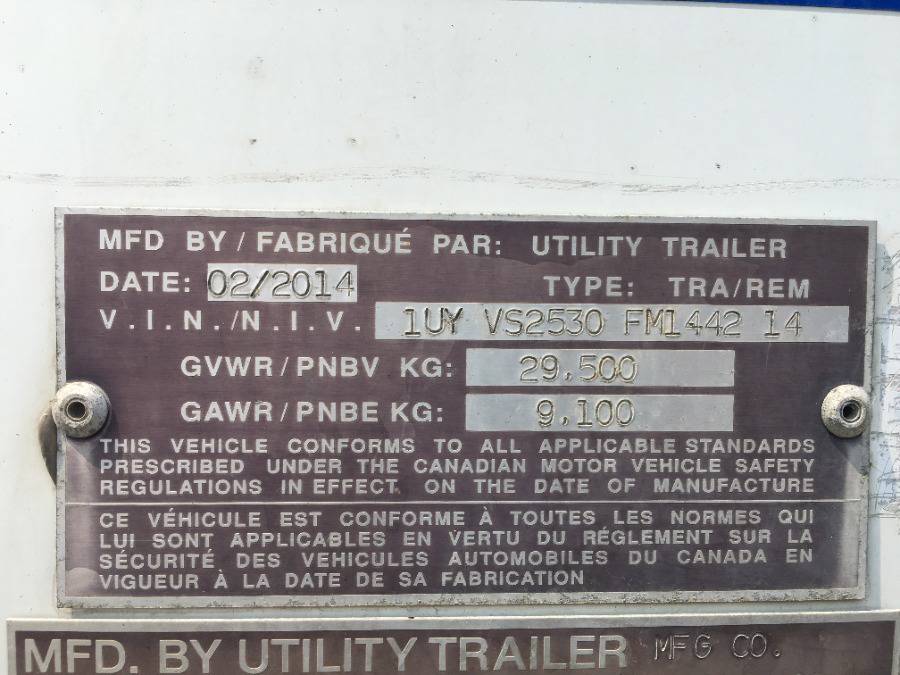 MFD BY / FABRIQUÉ PAR: UTILITY TRAILER
DATE: 02/2014 TYPE: TRA/REM
V.I.N./N.I.V. 1UY VS2530 FM1442 14
GVWR/PNBV KG: 29,500
GAWR/PNBE KG: 9,100
THIS VEHICLE CONFORMS TO ALL APPLICABLE STANDARDS
PRESCRIBED UNDER THE CANADIAN MOTOR VEHICLE SAFETY
REGULATIONS IN EFFECT ON THE DATE OF MANUFACTURE
CE VÉHICULE EST CONFORME À TOUTES LES NORMES QUI
LUI SONT APPLICABLES EN VERTU DU RÉGLEMENT SUR LA
SÉCURITÉ DES VEHICULES AUTOMOBILES DU CANADA EN
VIGUEUR À LA DATE DE SA FABRICATION
MFD. BY UTILITY TRAILER MFG CO.